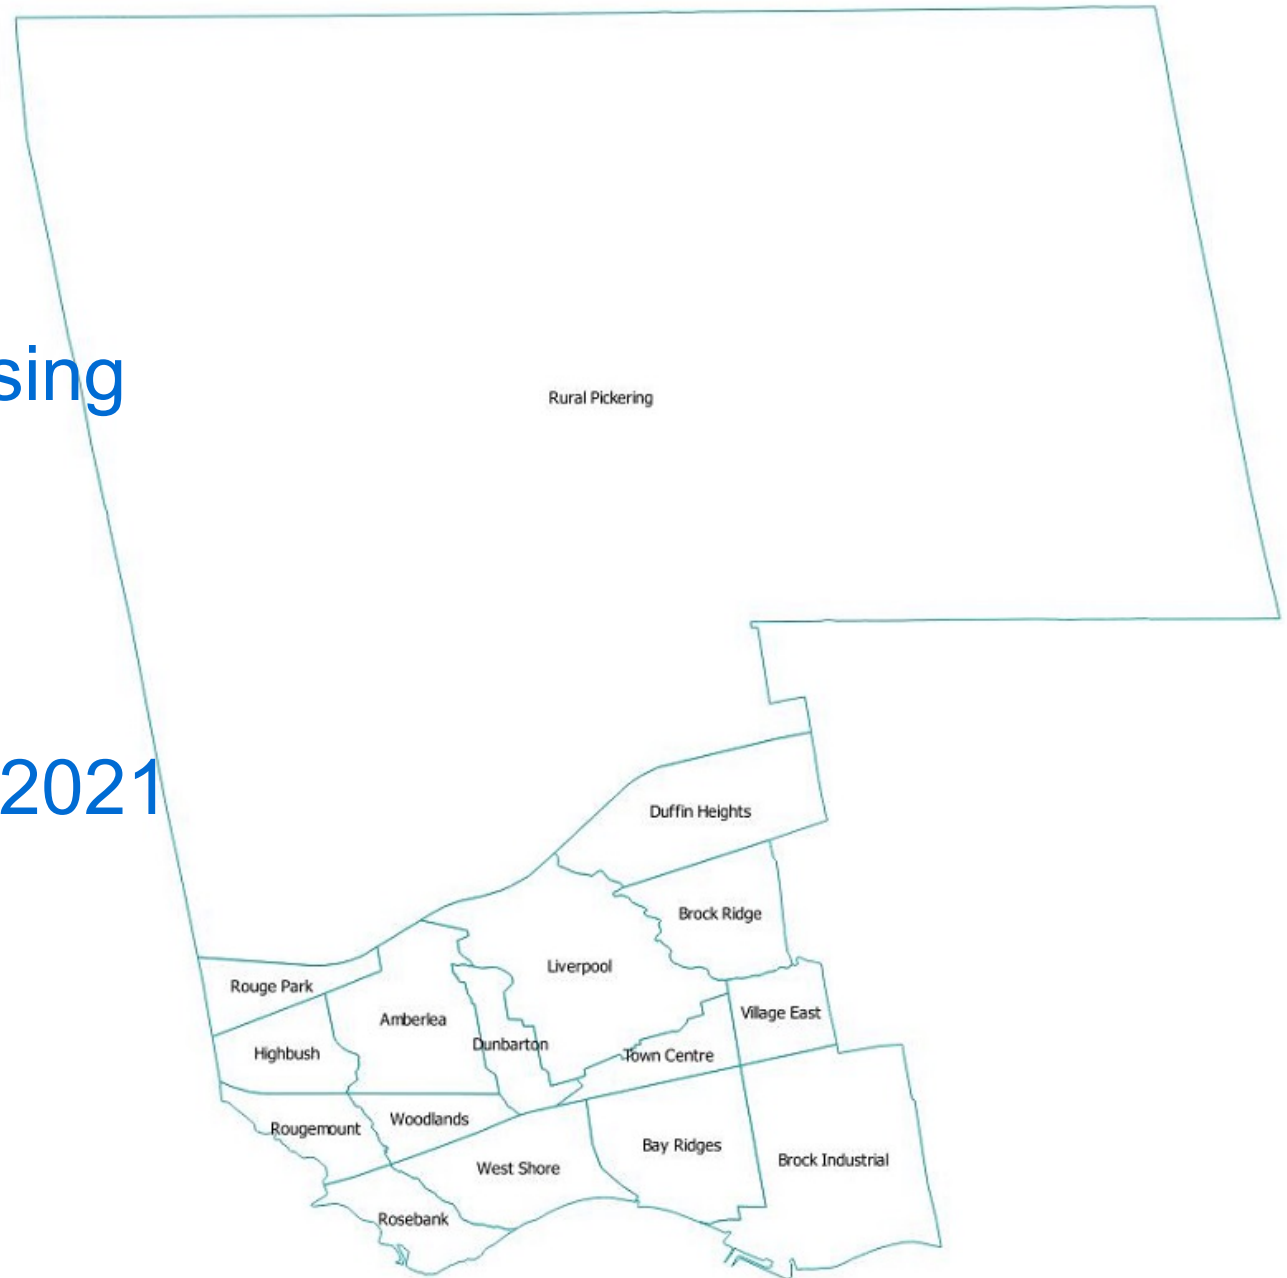 sing
Rural Pickering
2021
Duffin Heights
Brock Ridge
Liverpool
Rouge Park
Village East
Amberlea
Dunbarton
Highbush
Town Centre
Woodlands
Rougemount
Bay Ridges
Brock Industrial
West Shore
Rosebank